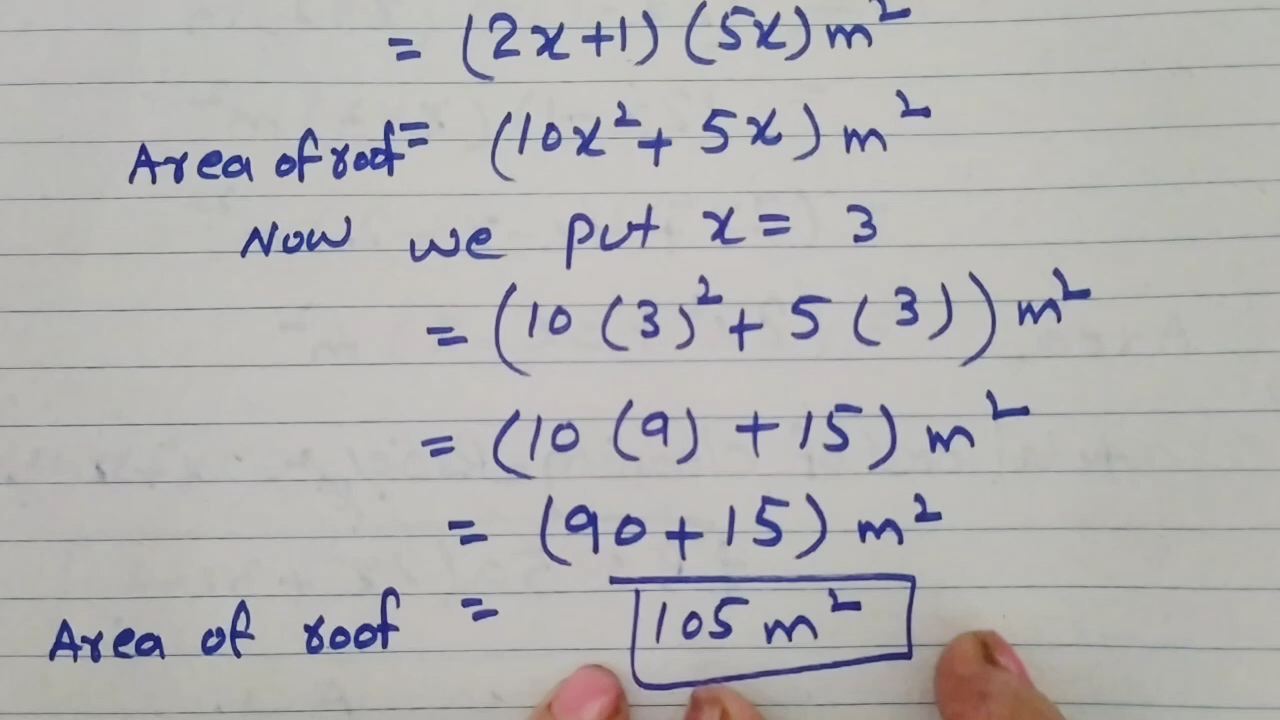 = (2x+1) (5x) m²
Area of roof = (10x² + 5x) m²
Now we put x = 3
= (10 (3)² + 5 (3)) m²
= (10 (9) + 15) m²
= (90 + 15) m²
Area of roof = 105 m²